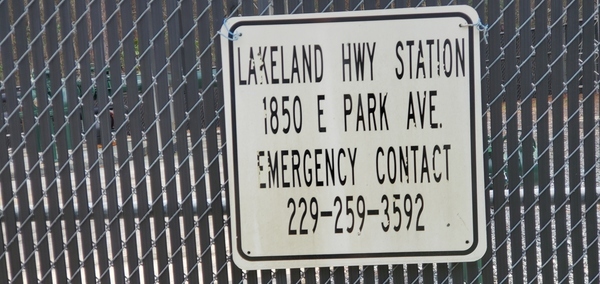 LAKELAND HWY STATION
1850 E PARK AVE.
EMERGENCY CONTACT
229-259-3592